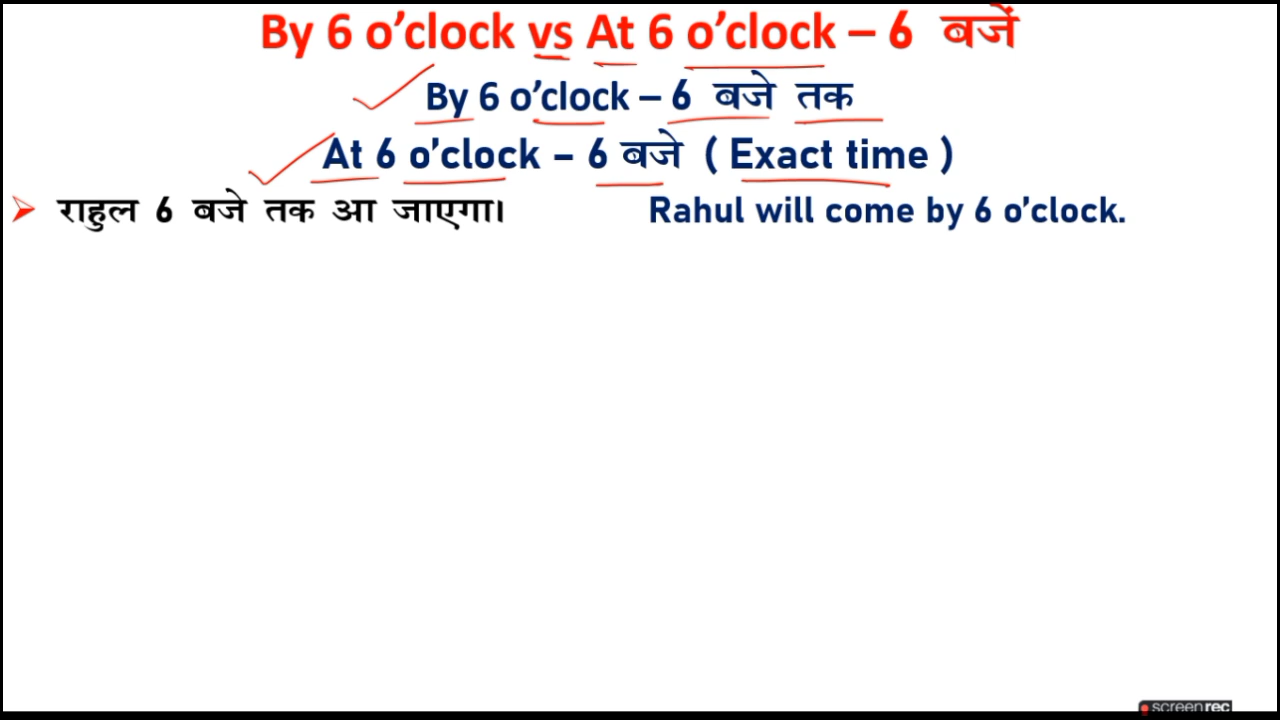 By 6 o'clock vs At 6 o'clock – 6 बजें
By 6 o'clock – 6 बजे तक
At 6 o'clock – 6 बजे ( Exact time )
राहुल 6 बजे तक आ जाएगा। Rahul will come by 6 o'clock.
screenrec